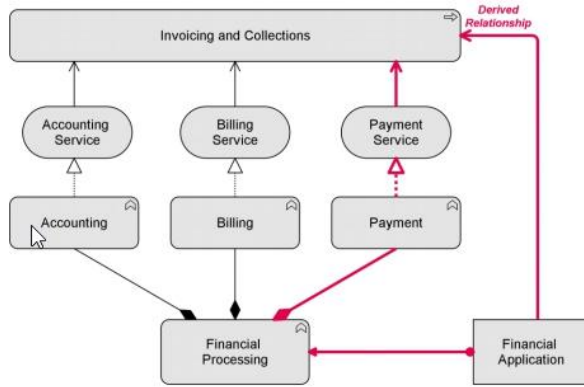 Derived
Relationship
Invoicing and Collections
Accounting
Service
Billing
Service
Payment
Service
Accounting
Billing
Payment
Financial
Processing
Financial
Application